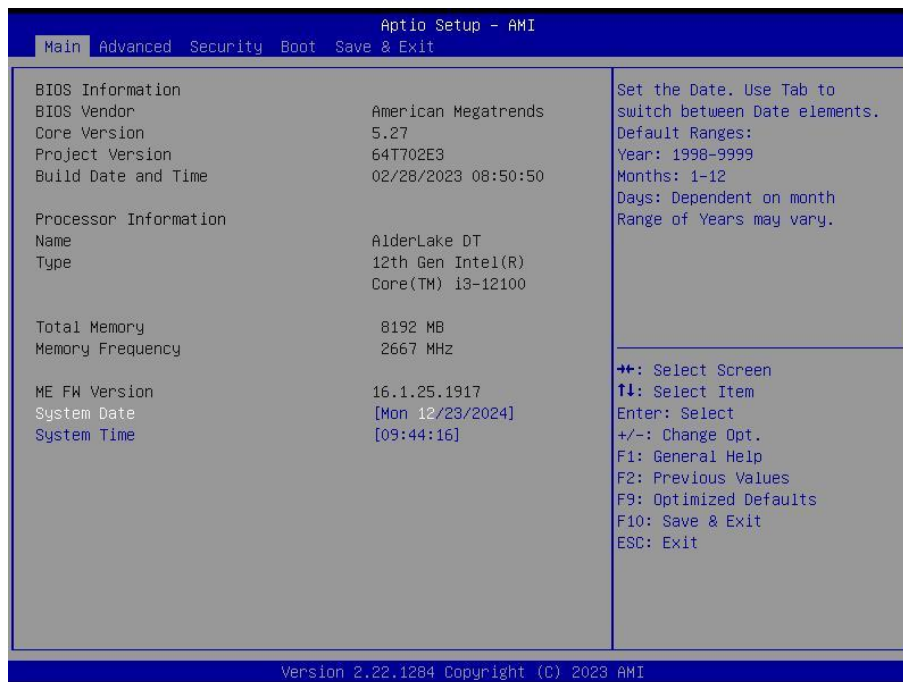 Aptio Setup - AMI
Main Advanced Security Boot Save & Exit
BIOS Information
BIOS Vendor American Megatrends
Core Version 5.27
Project Version 64T702E3
Build Date and Time 02/28/2023 08:50:50
Processor Information
Name AlderLake DT
Type 12th Gen Intel(R)
Core(TM) i3-12100
Total Memory 8192 MB
Memory Frequency 2667 MHz
ME FW Version 16.1.25.1917
System Date [Mon 12/23/2024]
System Time [09:44:16]
Set the Date. Use Tab to
switch between Date elements.
Default Ranges:
Year: 1998-9999
Months: 1-12
Days: Dependent on month
Range of Years may vary.
→←: Select Screen
↑↓: Select Item
Enter: Select
+/-: Change Opt.
F1: General Help
F2: Previous Values
F9: Optimized Defaults
F10: Save & Exit
ESC: Exit
Version 2.22.1284 Copyright (C) 2023 AMI